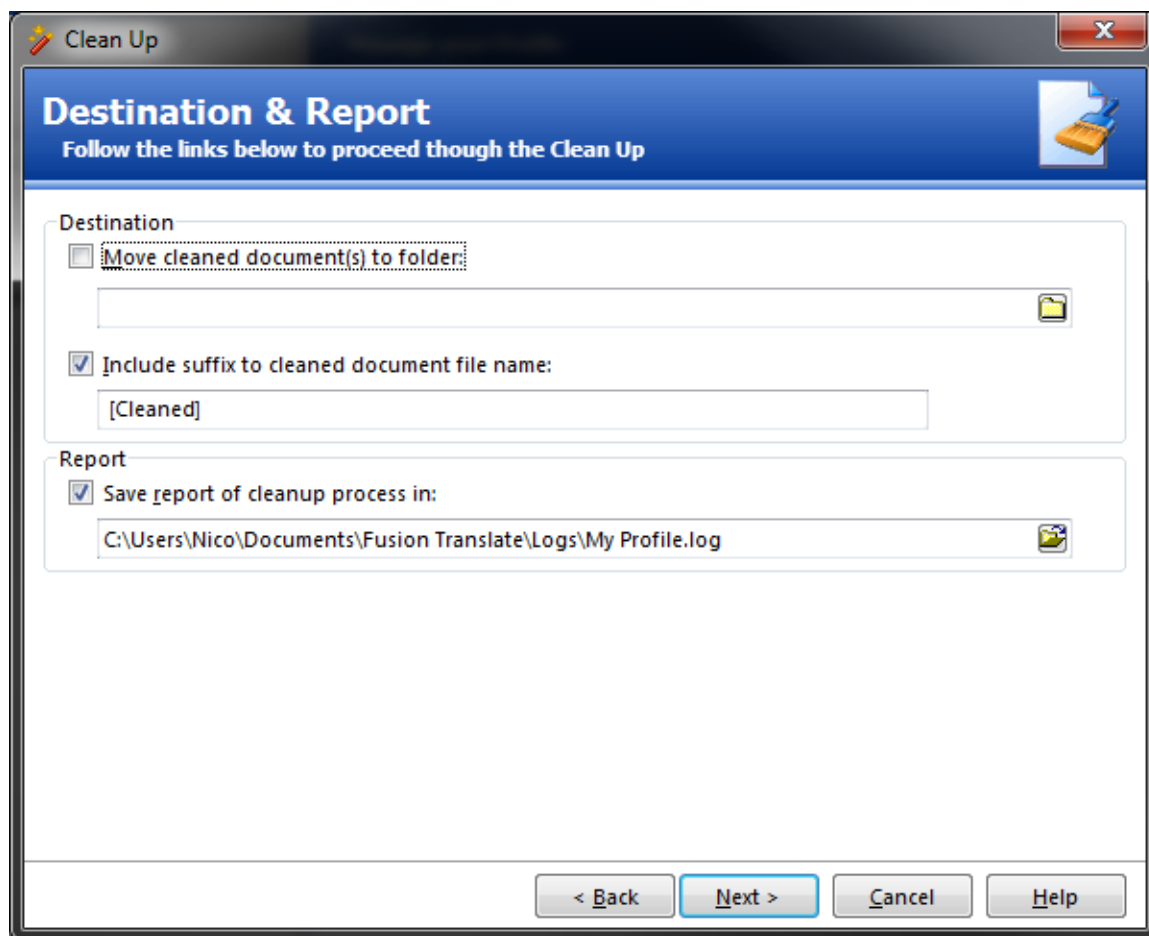 Clean Up
x
Destination & Report
Follow the links below to proceed though the Clean Up
Destination
Move cleaned document(s) to folder:
Include suffix to cleaned document file name:
[Cleaned]
Report
Save report of cleanup process in:
C:\Users\Nico\Documents\Fusion Translate\Logs\My Profile.log
< Back Next > Cancel Help